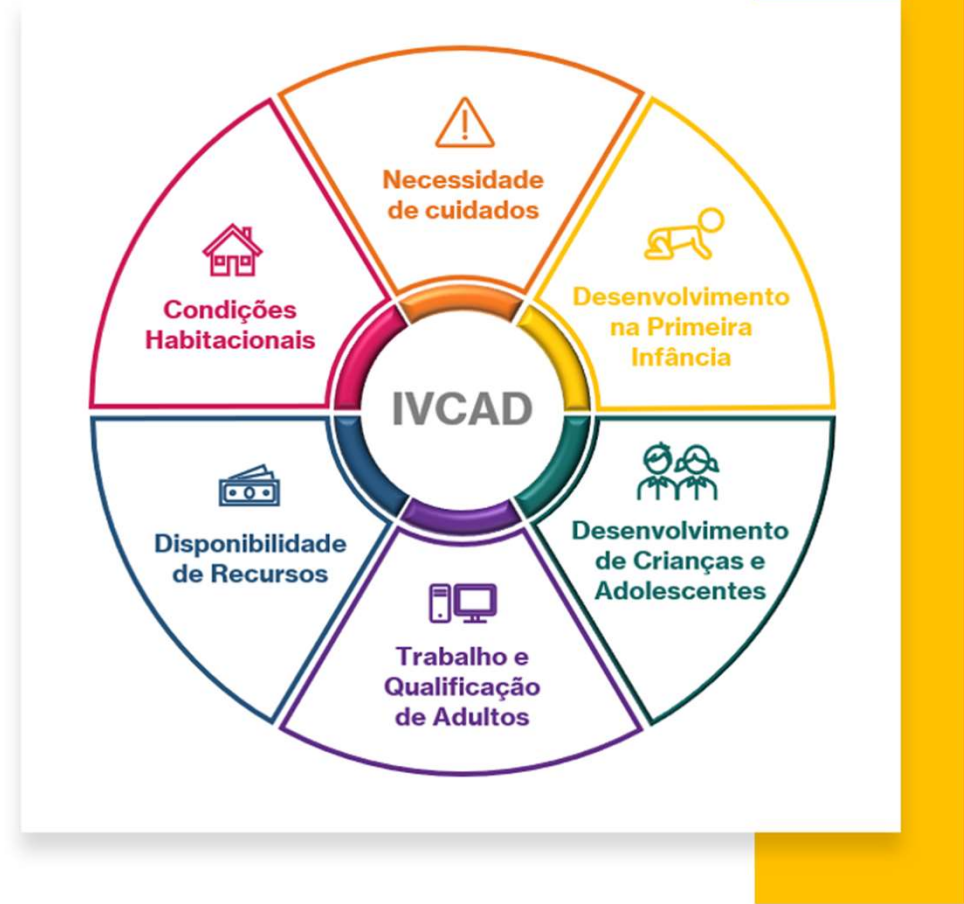 Necessidade
de cuidados
Desenvolvimento
na Primeira
Infância
Desenvolvimento
de Crianças e
Adolescentes
Trabalho e
Qualificação
de Adultos
Disponibilidade
de Recursos
Condições
Habitacionais
IVCAD